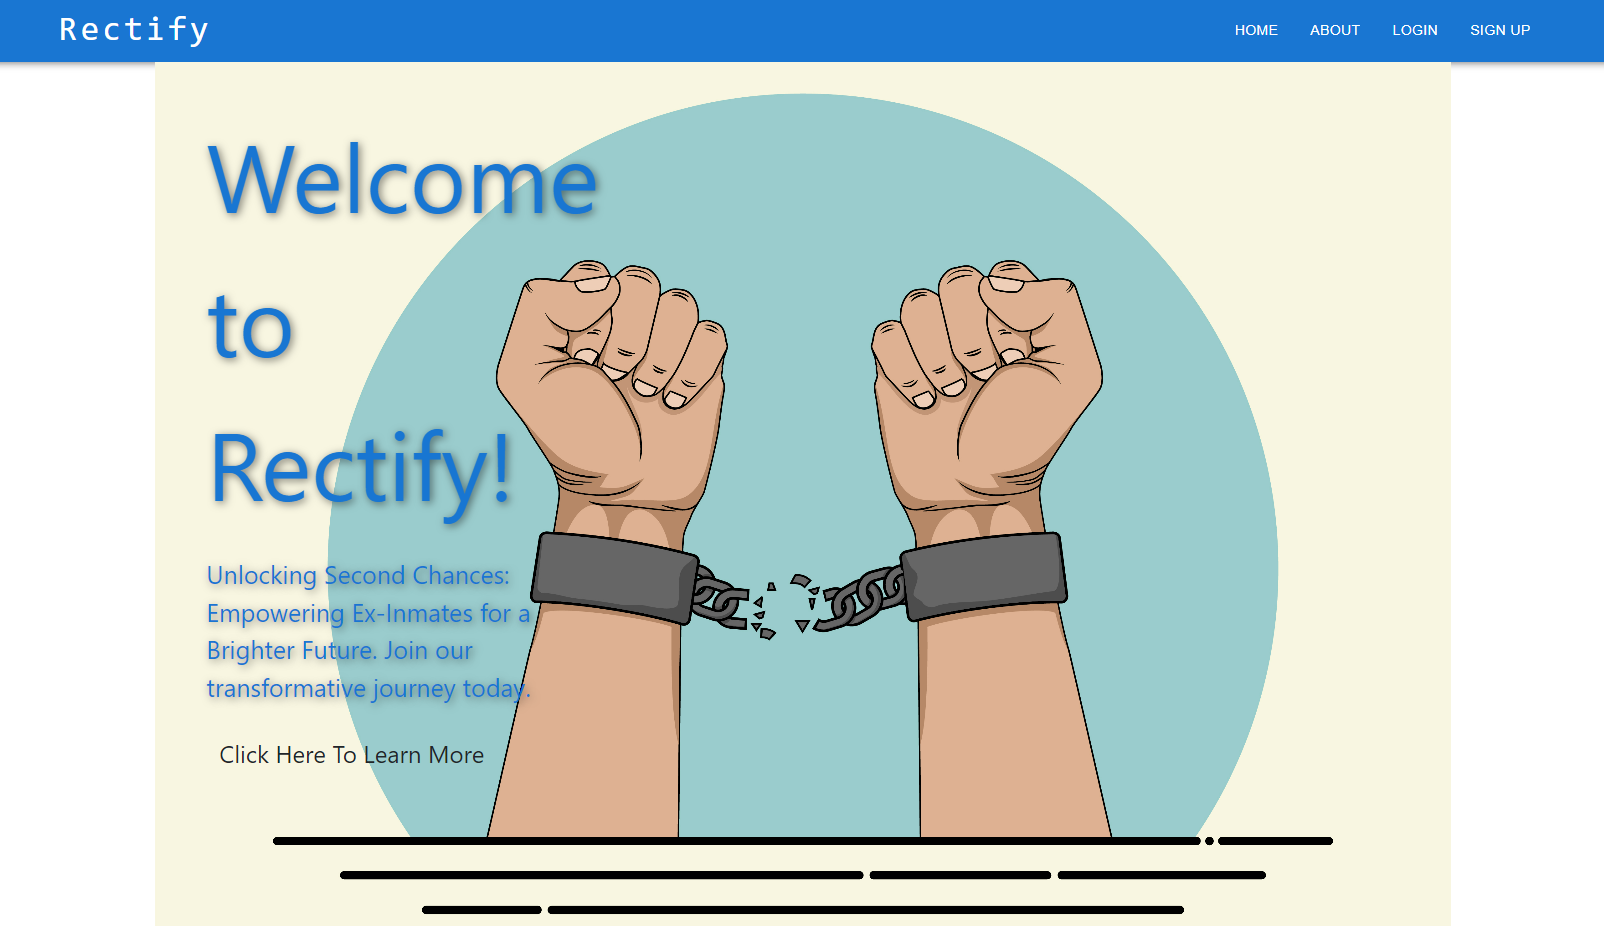 Rectify
HOME ABOUT LOGIN SIGN UP
Welcome
to
Rectify!
Unlocking Second Chances:
Empowering Ex-Inmates for a
Brighter Future. Join our
transformative journey today.
Click Here To Learn More